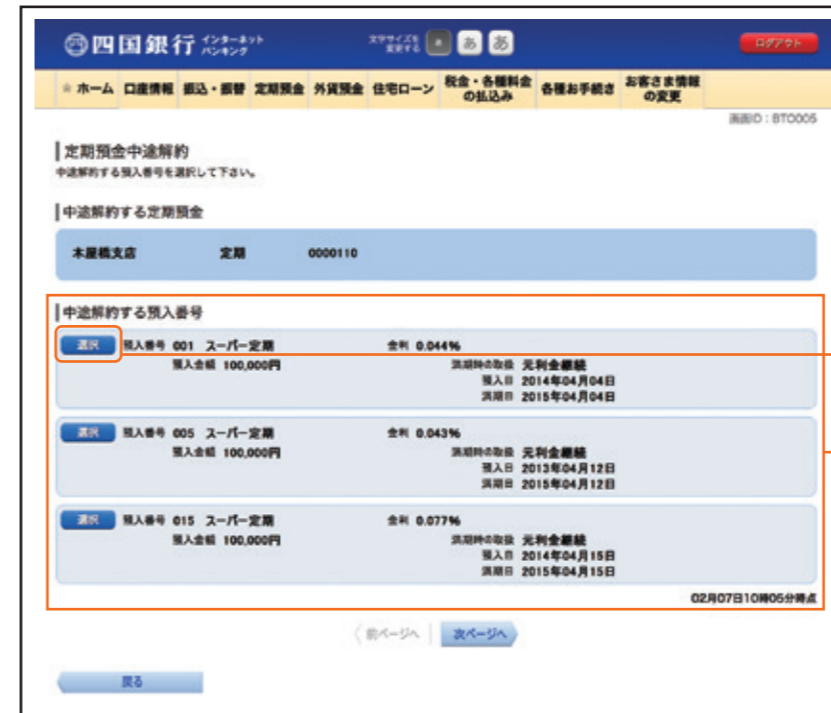 四国銀行 インターネットバンキング 文字サイズを変更する あ あ ログアウト
ホーム 口座情報 振込・振替 定期預金 外貨預金 住宅ローン 税金・各種料金の払込み 各種お手続き お客さま情報の変更
画面ID：BTO005
定期預金中途解約
中途解約する預入番号を選択して下さい。
中途解約する定期預金
木屋橋支店 定期 0000110
中途解約する預入番号
選択 預入番号 001 スーパー定期 金利 0.044%
預入金額 100,000円 満期時の取扱 元利金継続
預入日 2014年04月04日
満期日 2015年04月04日
選択 預入番号 005 スーパー定期 金利 0.043%
預入金額 100,000円 満期時の取扱 元利金継続
預入日 2013年04月12日
満期日 2015年04月12日
選択 預入番号 015 スーパー定期 金利 0.077%
預入金額 100,000円 満期時の取扱 元利金継続
預入日 2014年04月15日
満期日 2015年04月15日
02月07日10時05分時点
前ページへ 次ページへ
戻る